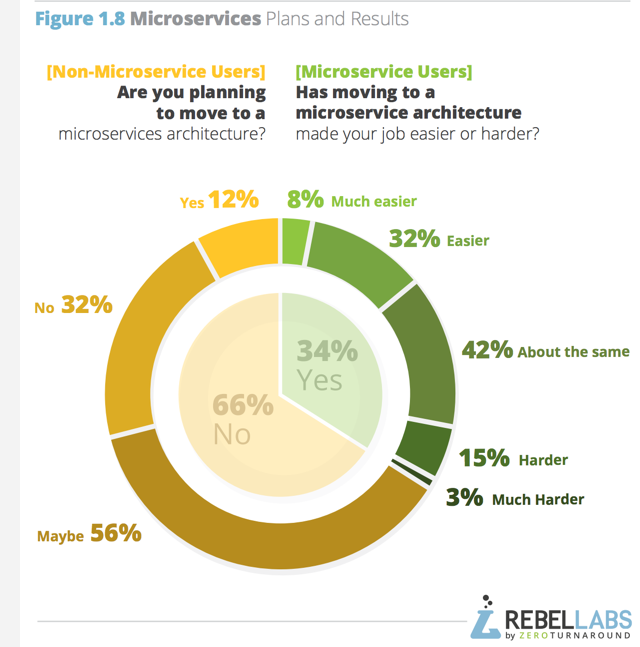 Figure 1.8 Microservices Plans and Results
[Non-Microservice Users]
Are you planning
to move to a
microservices architecture?
[Microservice Users]
Has moving to a
microservice architecture
made your job easier or harder?
Yes 12%
8% Much easier
32% Easier
No 32%
34%
Yes
42% About the same
66%
No
15% Harder
3% Much Harder
Maybe 56%
REBELLABS
by ZEROTURNAROUND